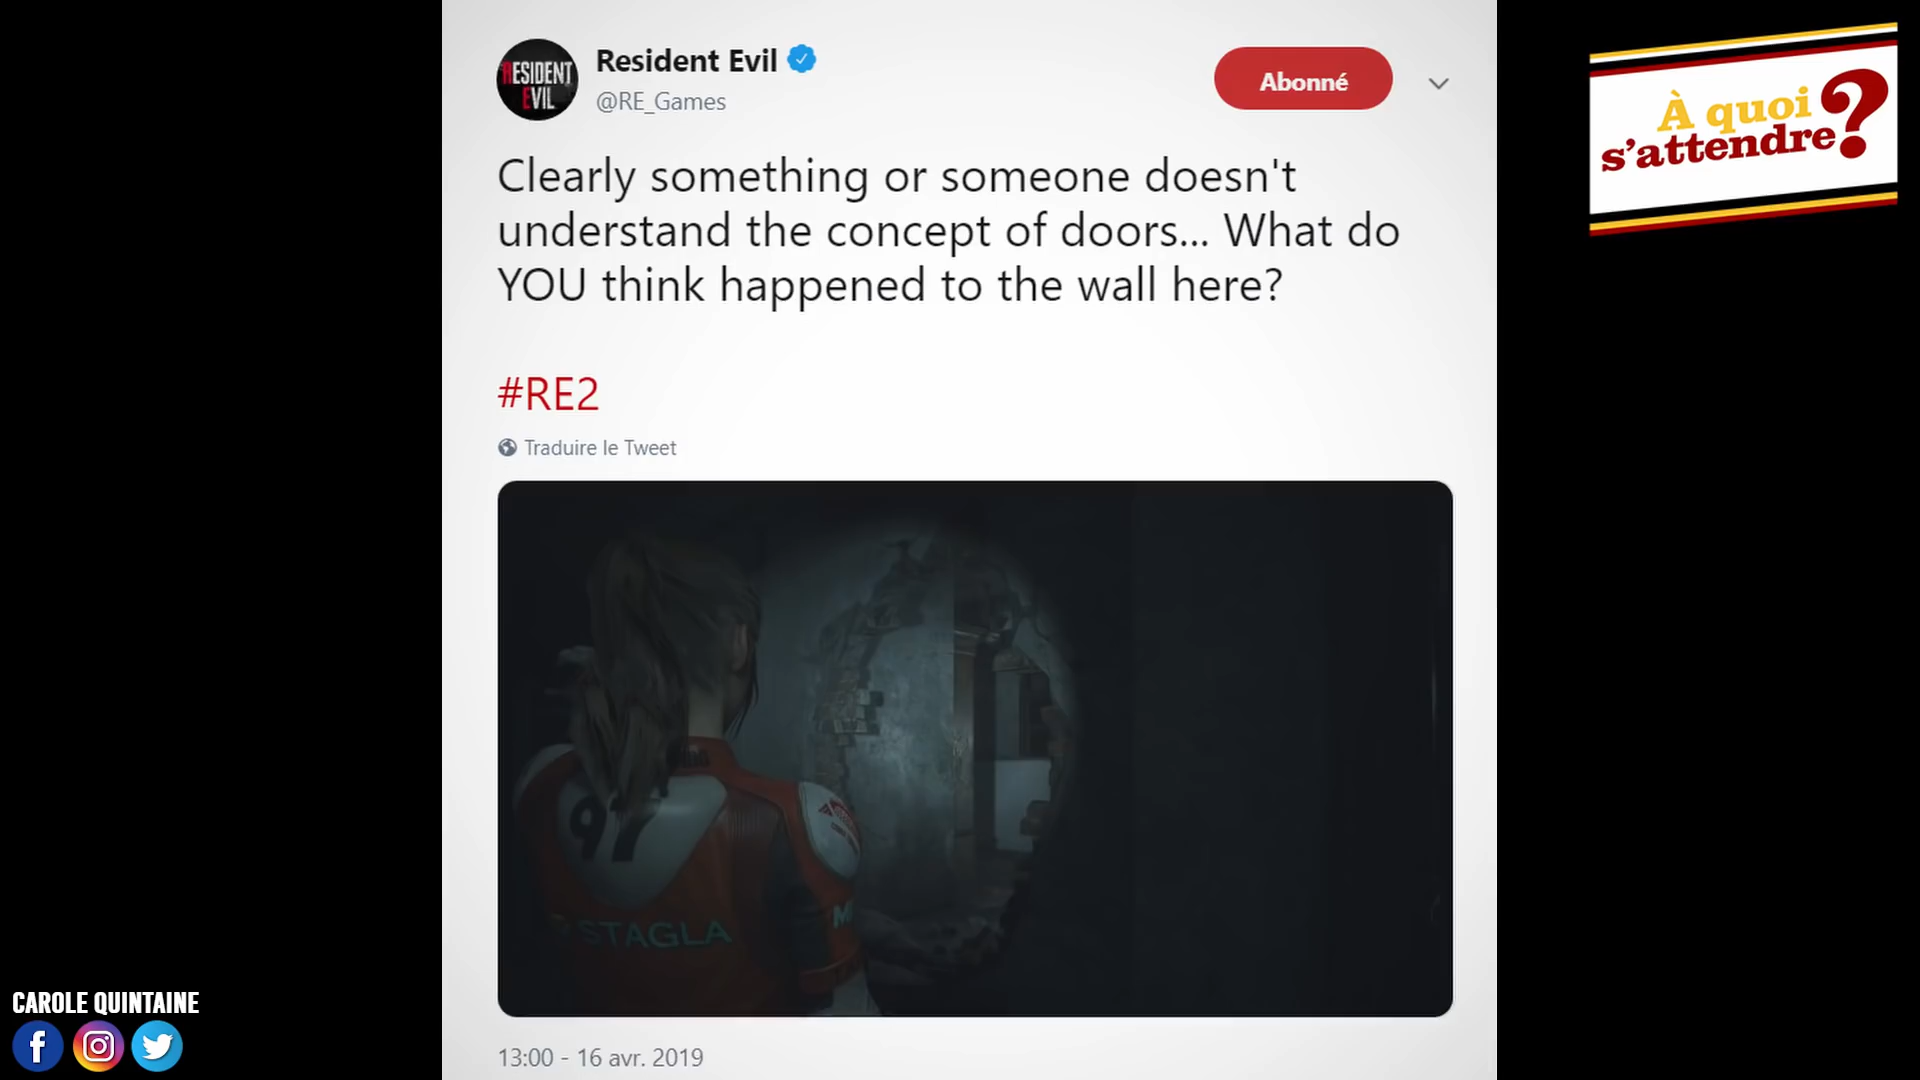 RESIDENT
EVIL
Resident Evil
@RE_Games
Abonné
Clearly something or someone doesn't
understand the concept of doors... What do
YOU think happened to the wall here?
#RE2
Traduire le Tweet
97
STAGLA
13:00 - 16 avr. 2019
À quoi
s'attendre?
CAROLE QUINTAINE